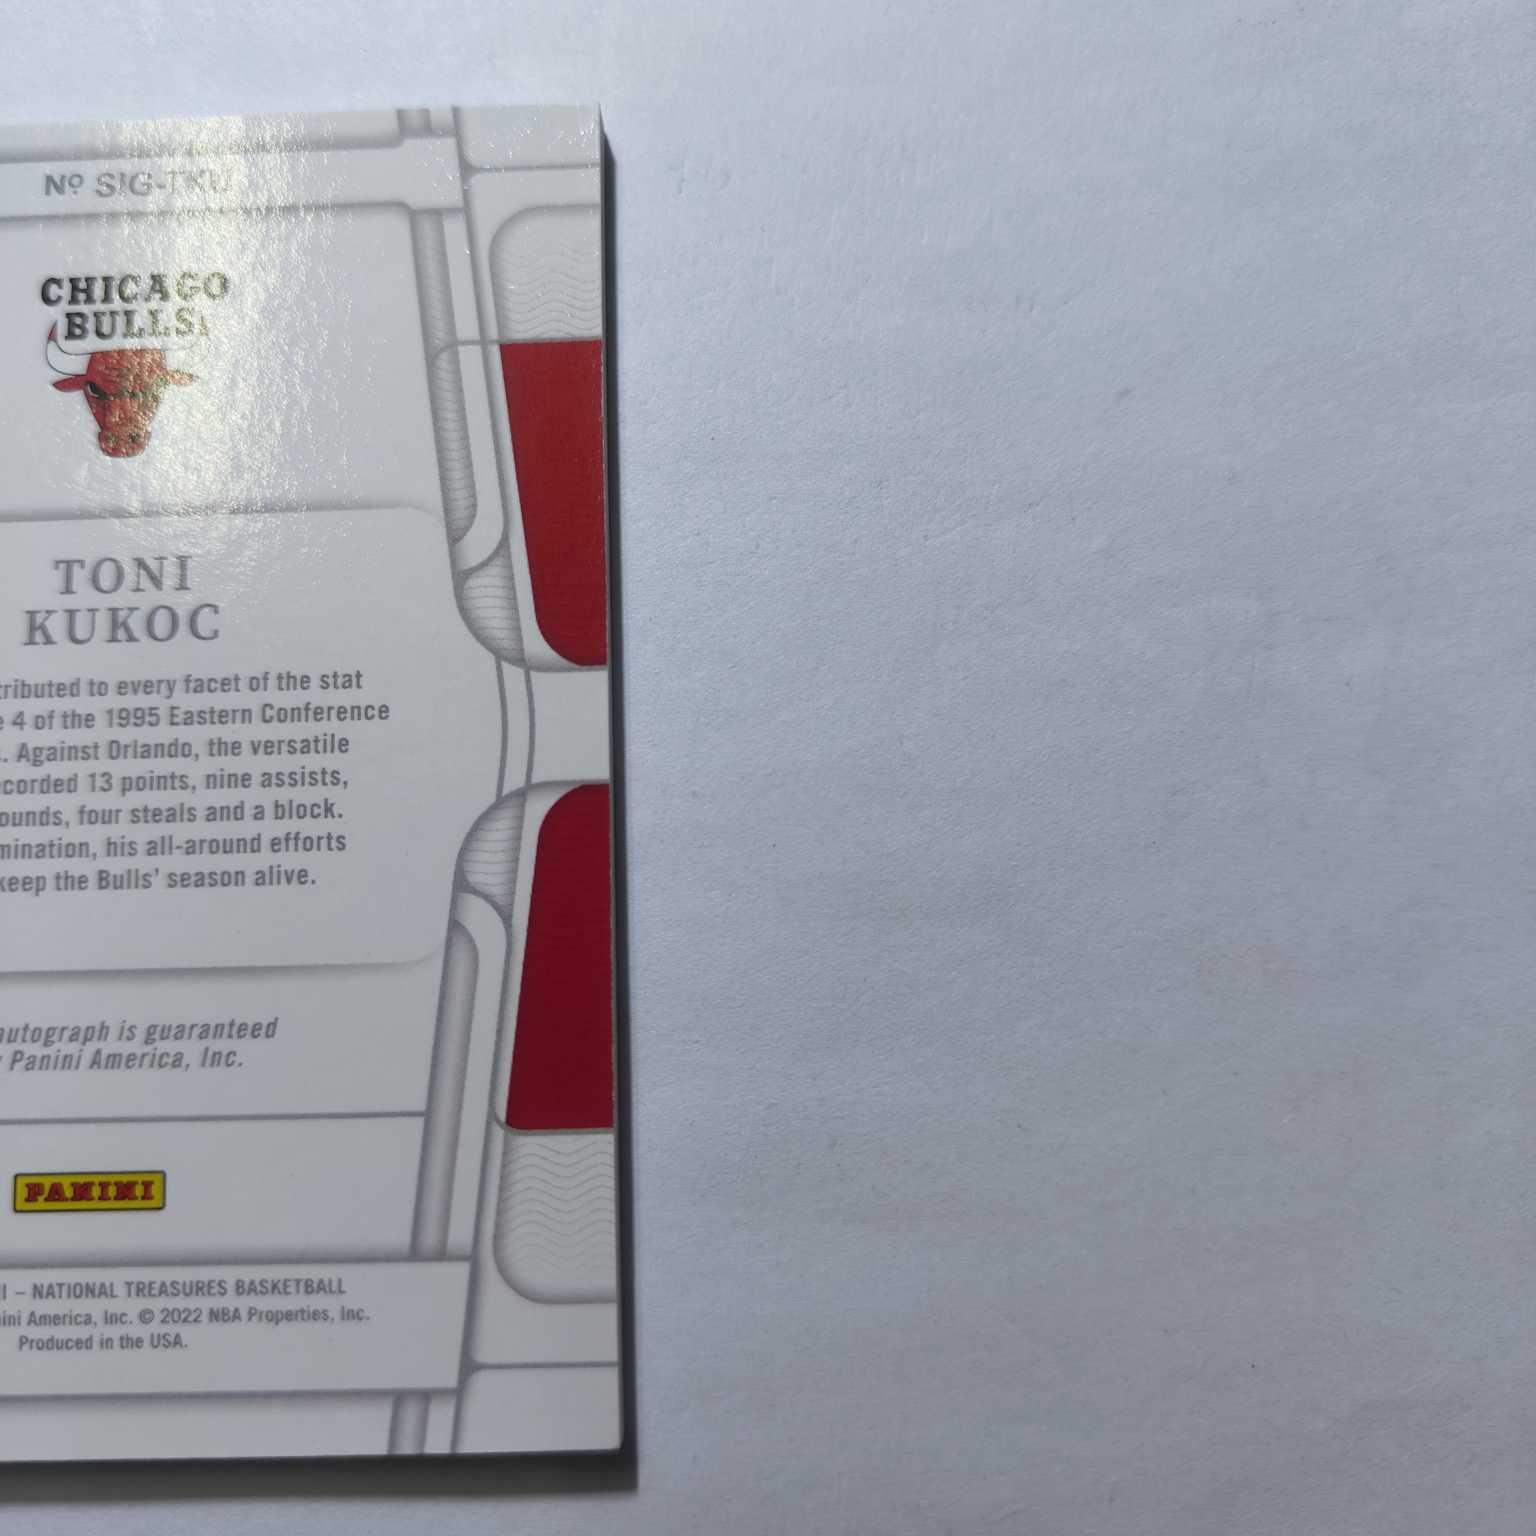 Nº SIG-TKU
CHICAGO
BULLS
TONI
KUKOC
tributed to every facet of the stat
e 4 of the 1995 Eastern Conference
. Against Orlando, the versatile
corded 13 points, nine assists,
ounds, four steals and a block.
mination, his all-around efforts
keep the Bulls' season alive.
autograph is guaranteed
Panini America, Inc.
PANINI
I – NATIONAL TREASURES BASKETBALL
ini America, Inc. © 2022 NBA Properties, Inc.
Produced in the USA.